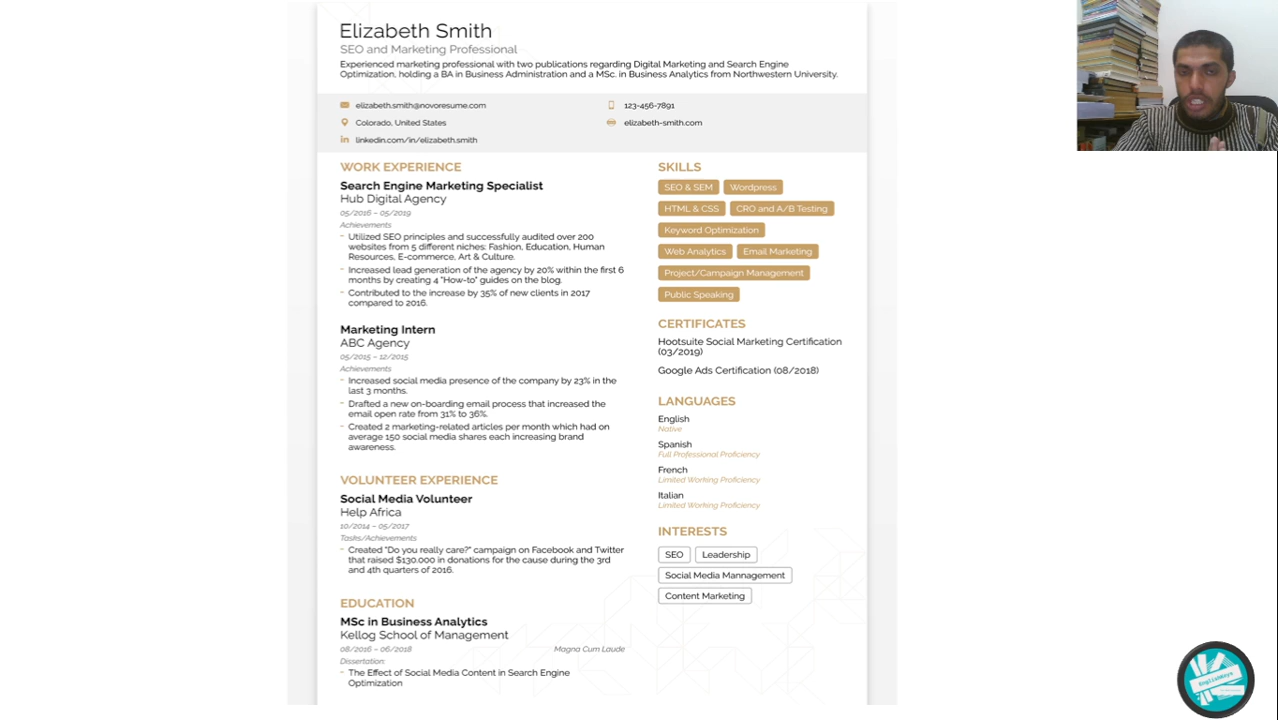 Elizabeth Smith
SEO and Marketing Professional
Experienced marketing professional with two publications regarding Digital Marketing and Search Engine
Optimization, holding a BA in Business Administration and a MSc. in Business Analytics from Northwestern University.
elizabeth.smith@novoresume.com
123-456-7891
Colorado, United States
elizabeth-smith.com
linkedin.com/in/elizabeth.smith
WORK EXPERIENCE
Search Engine Marketing Specialist
Hub Digital Agency
05/2016 – 05/2019
Achievements
- Utilized SEO principles and successfully audited over 200
websites from 5 different niches: Fashion, Education, Human
Resources, E-commerce, Art & Culture.
- Increased lead generation of the agency by 20% within the first 6
months by creating 4 "How-to" guides on the blog.
- Contributed to the increase by 35% of new clients in 2017
compared to 2016.
Marketing Intern
ABC Agency
05/2015 – 12/2015
Achievements
- Increased social media presence of the company by 23% in the
last 3 months.
- Drafted a new on-boarding email process that increased the
email open rate from 31% to 36%.
- Created 2 marketing-related articles per month which had on
average 150 social media shares each increasing brand
awareness.
VOLUNTEER EXPERIENCE
Social Media Volunteer
Help Africa
10/2014 – 05/2017
Tasks/Achievements
- Created "Do you really care?" campaign on Facebook and Twitter
that raised $130.000 in donations for the cause during the 3rd
and 4th quarters of 2016.
EDUCATION
MSc in Business Analytics
Kellog School of Management
08/2016 – 06/2018 Magna Cum Laude
Dissertation:
- The Effect of Social Media Content in Search Engine
Optimization
SKILLS
SEO & SEM Wordpress
HTML & CSS CRO and A/B Testing
Keyword Optimization
Web Analytics Email Marketing
Project/Campaign Management
Public Speaking
CERTIFICATES
Hootsuite Social Marketing Certification
(03/2019)
Google Ads Certification (08/2018)
LANGUAGES
English
Native
Spanish
Full Professional Proficiency
French
Limited Working Proficiency
Italian
Limited Working Proficiency
INTERESTS
SEO Leadership
Social Media Mannagement
Content Marketing